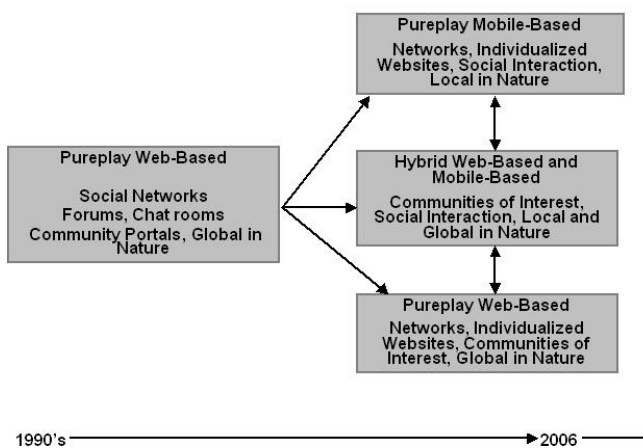 Pureplay Mobile-Based
Networks, Individualized
Websites, Social Interaction,
Local in Nature
Pureplay Web-Based
Social Networks
Forums, Chat rooms
Community Portals, Global in
Nature
Hybrid Web-Based and
Mobile-Based
Communities of Interest,
Social Interaction, Local and
Global in Nature
Pureplay Web-Based
Networks, Individualized
Websites, Communities of
Interest, Global in Nature
1990's
2006